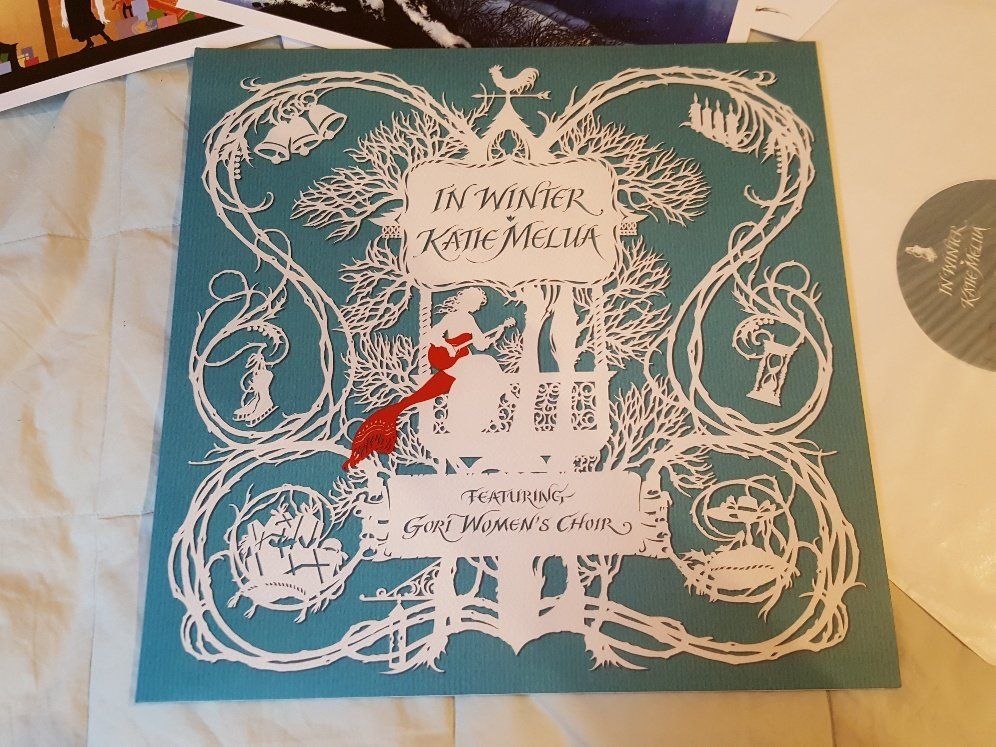 IN WINTER
KATIE MELUA
FEATURING
GORI WOMEN'S CHOIR
IN WINTER
KATIE MELUA